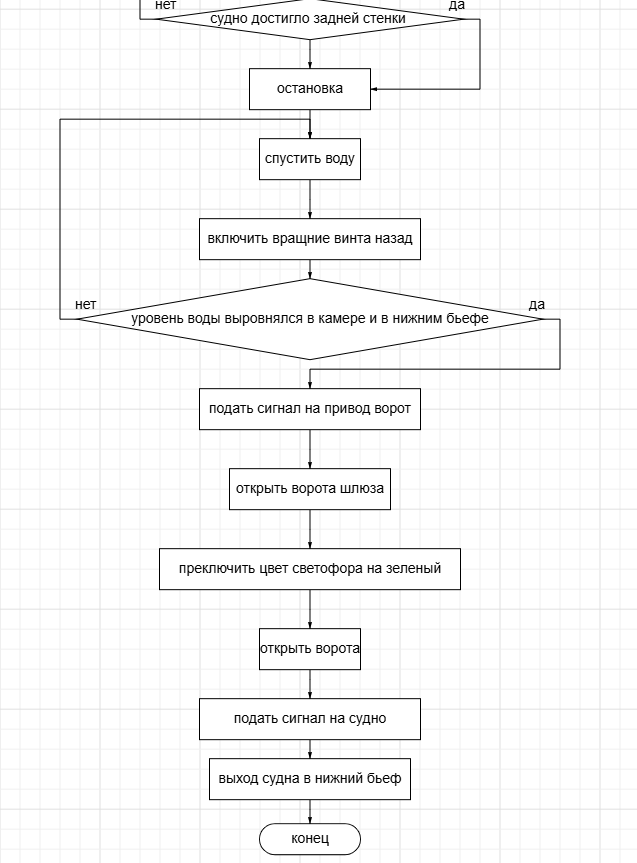 нет
да
судно достигло задней стенки
остановка
спустить воду
включить вращние винта назад
нет
да
уровень воды выровнялся в камере и в нижним бьефе
подать сигнал на привод ворот
открыть ворота шлюза
преключить цвет светофора на зеленый
открыть ворота
подать сигнал на судно
выход судна в нижний бьеф
конец